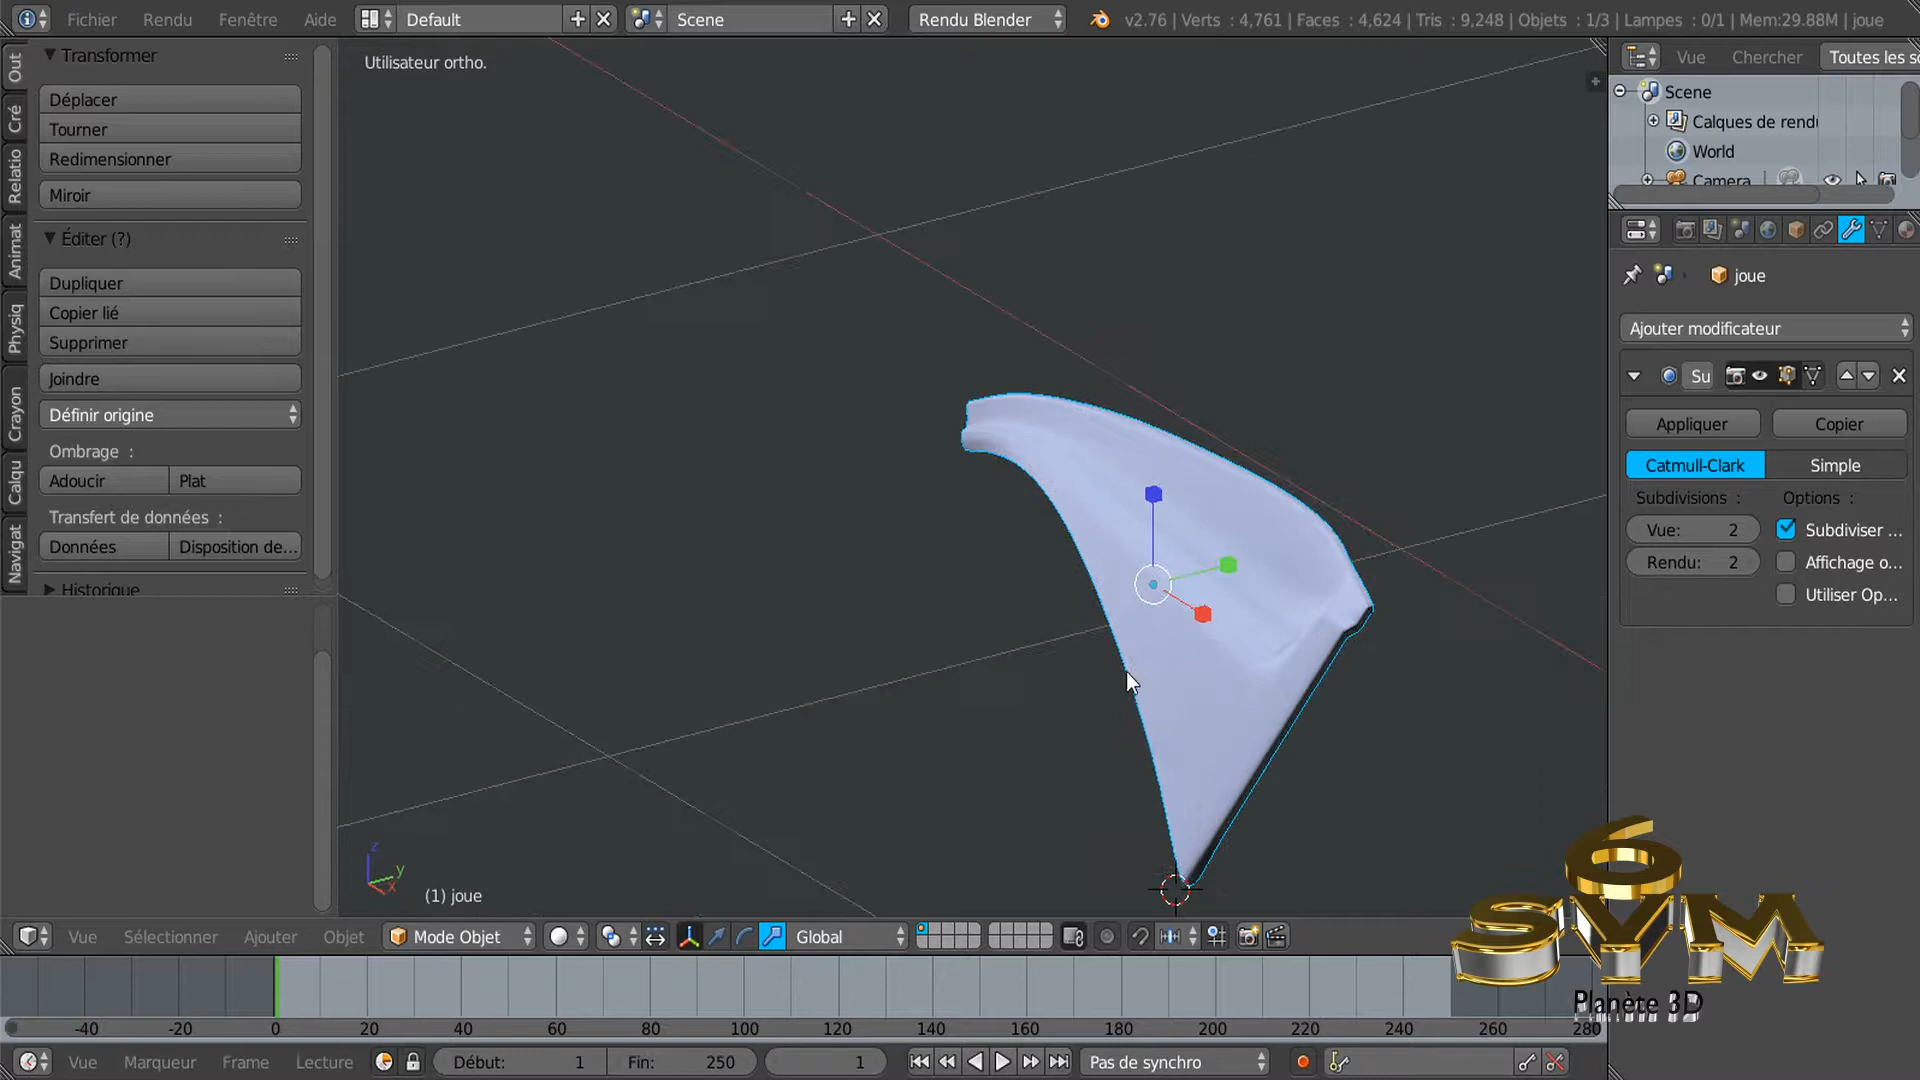 Fichier Rendu Fenêtre Aide Default Scene Rendu Blender v2.76 | Verts : 4,761 | Faces : 4,624 | Tris : 9,248 | Objets : 1/3 | Lampes : 0/1 | Mem:29.88M | joue
Out
Cré
Relatio
Animat
Physiq
Crayon
Calqu
Navigat
Transformer
Déplacer
Tourner
Redimensionner
Miroir
Éditer (?)
Dupliquer
Copier lié
Supprimer
Joindre
Définir origine
Ombrage :
Adoucir Plat
Transfert de données :
Données Disposition de...
Historique
Utilisateur ortho.
z
y
x
(1) joue
Vue Chercher Toutes les s
Scene
Calques de rend
World
Camera
joue
Ajouter modificateur
Su
Appliquer Copier
Catmull-Clark Simple
Subdivisions : Options :
Vue: 2 Subdiviser ...
Rendu: 2 Affichage o...
Utiliser Op...
Vue Sélectionner Ajouter Objet Mode Objet Global
-40 -20 0 20 40 60 80 100 120 140 160 180 200 220 240 260 280
Vue Marqueur Frame Lecture Début: 1 Fin: 250 1 Pas de synchro
6
SYM
Planète 3D